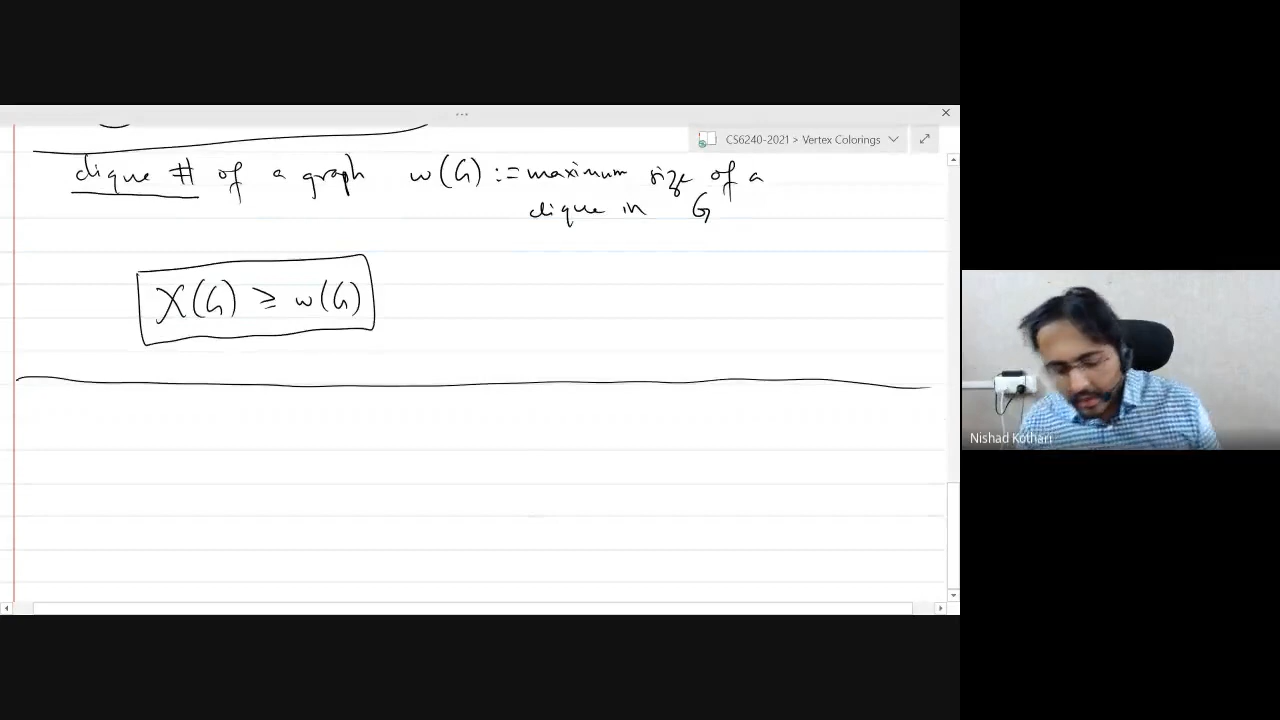 CS6240-2021 > Vertex Colorings
clique # of a graph ω(G) := maximum size of a
clique in G
χ(G) ≥ ω(G)
Nishad Kothari